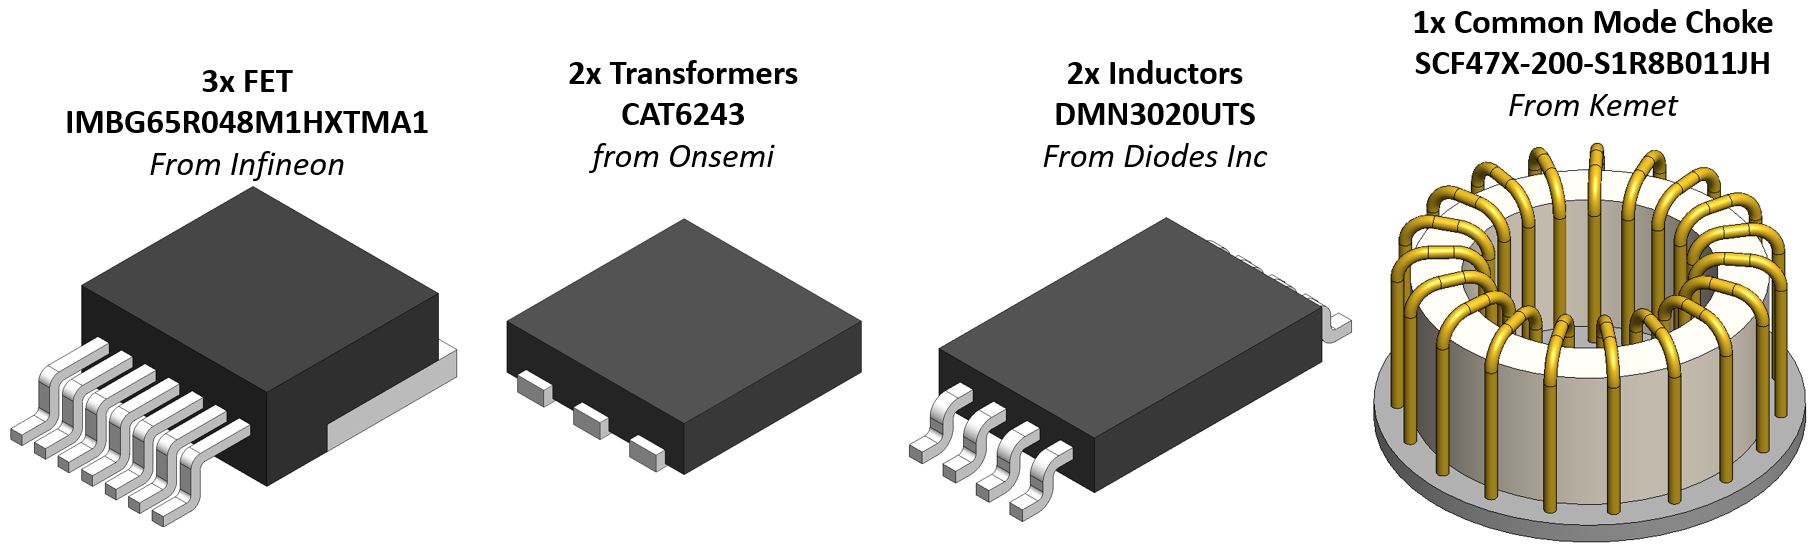 3x FET
IMBG65R048M1HXTMA1
From Infineon
2x Transformers
CAT6243
from Onsemi
2x Inductors
DMN3020UTS
From Diodes Inc
1x Common Mode Choke
SCF47X-200-S1R8B011JH
From Kemet